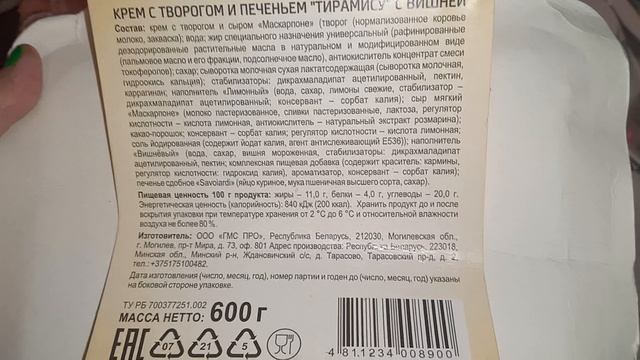 КРЕМ С ТВОРОГОМ И ПЕЧЕНЬЕМ "ТИРАМИСУ" С ВИШНЕЙ
Состав: крем с творогом и сыром «Маскарпоне» (творог (нормализованное коровье
молоко, закваска); вода; жир специального назначения универсальный (рафинированные
дезодорированные растительные масла в натуральном и модифицированном виде
(пальмовое масло и его фракции, подсолнечное масло), антиокислитель концентрат смеси
токоферолов); сахар; сыворотка молочная сухая лактатсодержащая (сыворотка молочная,
гидроокись кальция); стабилизаторы: дикрахмаладипат ацетилированный, пектин,
каррагинан; наполнитель «Лимонный» (вода, сахар, лимоны свежие, стабилизатор –
дикрахмаладипат ацетилированный; консервант – сорбат калия); сыр мягкий
«Маскарпоне» (молоко пастеризованное, сливки пастеризованные, лактоза, регулятор
кислотности – кислота лимонная, антиокислитель – натуральный экстракт розмарина);
какао-порошок; консервант – сорбат калия; регулятор кислотности – кислота лимонная;
соль йодированная (содержит йодат калия, агент антислеживающий Е536)); наполнитель
«Вишнёвый» (вода, сахар, вишня мороженная, стабилизаторы: дикрахмаладипат
ацетилированный, пектин; комплексная пищевая добавка (содержит краситель: кармины,
регулятор кислотности: гидроксид калия), ароматизатор, консервант – сорбат калия);
печенье сдобное «Savoiardi» (яйцо куриное, мука пшеничная высшего сорта, сахар).
Пищевая ценность 100 г продукта: жиры – 11,0 г, белки – 4,0 г, углеводы – 20,0 г.
Энергетическая ценность (калорийность): 840 кДж (200 ккал). Хранить продукт до и после
вскрытия упаковки при температуре хранения от 2 °С до 6 °С и относительной влажности
воздуха не более 80 %.
Изготовитель: ООО «ГМС ПРО», Республика Беларусь, 212030, Могилевская обл.,
г. Могилев, пр-т Мира, д. 73, оф. 801 Адрес производства: Республика Беларусь, 223018,
Минская обл., Минский р-н, Ждановичский с/с, д. Тарасово, Тарасовский пр-д, д. 2,
тел.:+375175100482.
Дата изготовления (число, месяц, год), номер партии и годен до (число, месяц, год) указаны
на боковой стороне упаковке.
ТУ РБ 700377251.002
МАССА НЕТТО: 600 г
EAC 07 21 5
4 811234 008900